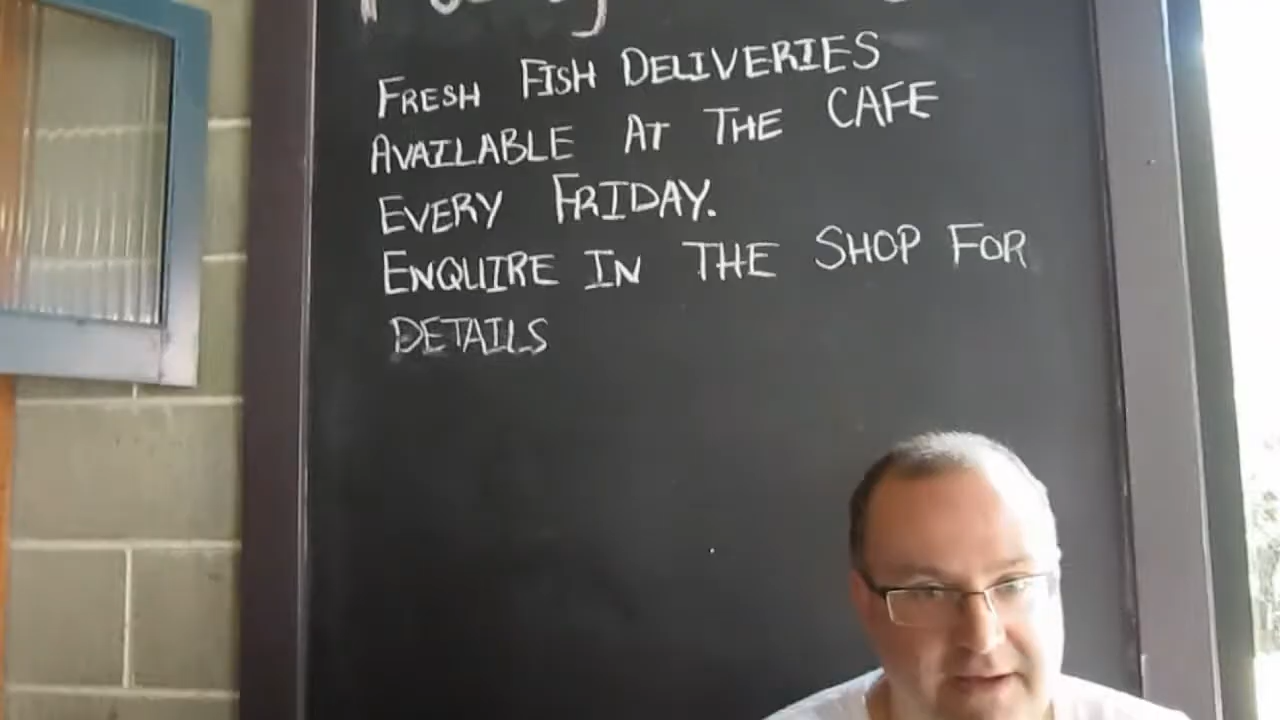 FRESH FISH DELIVERIES
AVAILABLE AT THE CAFE
EVERY FRIDAY.
ENQUIRE IN THE SHOP FOR
DETAILS